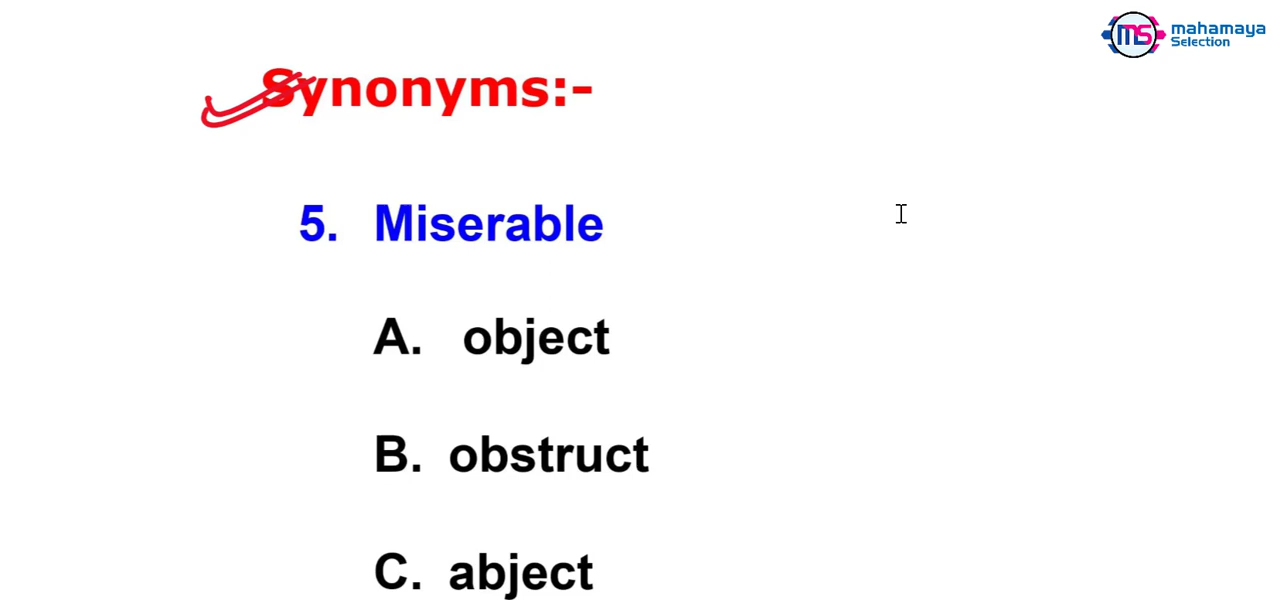 mahamaya
Selection
Synonyms:-
5. Miserable
A. object
B. obstruct
C. abject